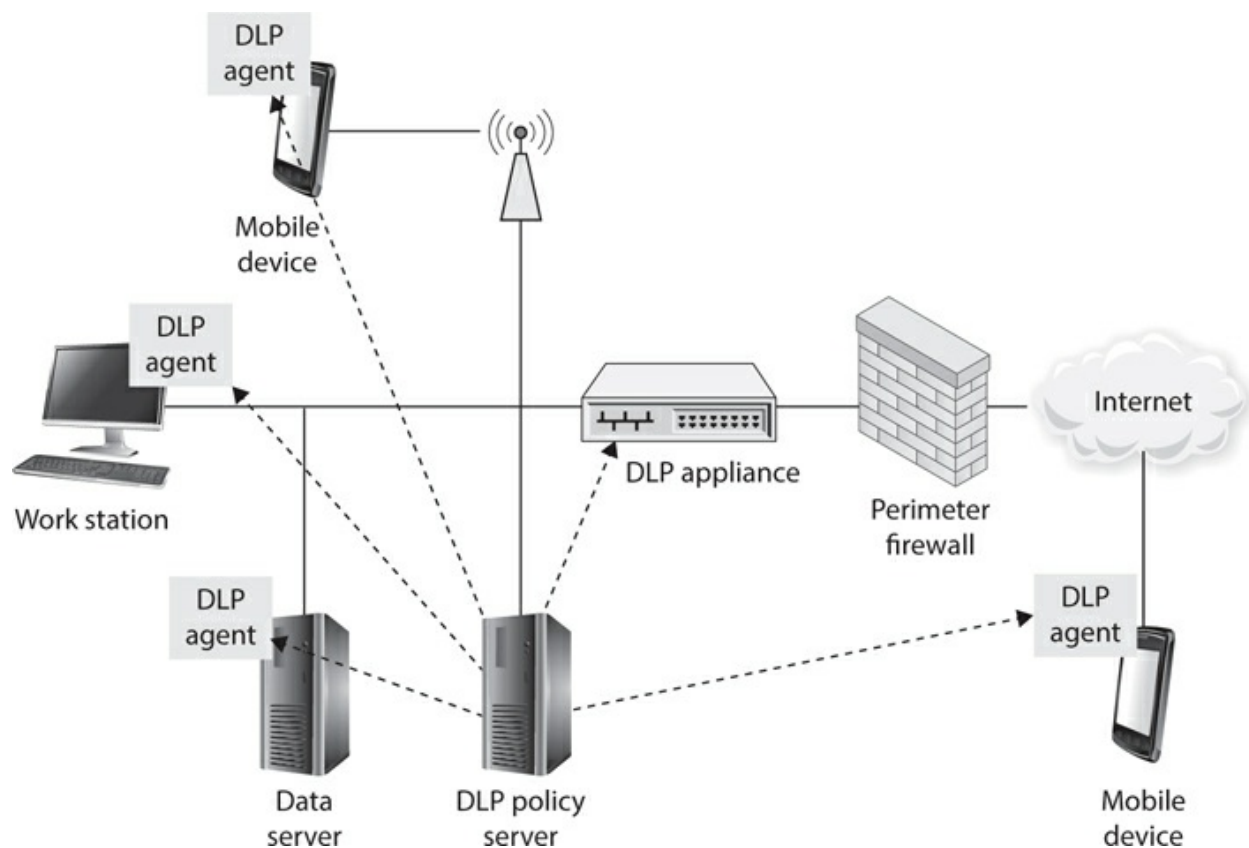 DLP
agent
Mobile
device
DLP
agent
Work station
DLP appliance
Perimeter
firewall
Internet
DLP
agent
Data
server
DLP policy
server
DLP
agent
Mobile
device